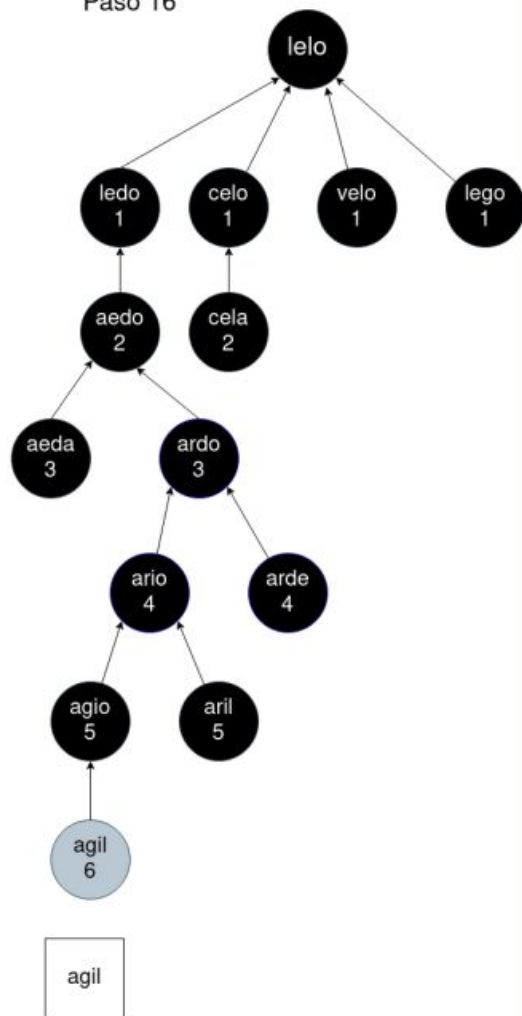 Paso 16
lelo
ledo
1
celo
1
velo
1
lego
1
aedo
2
cela
2
aeda
3
ardo
3
ario
4
arde
4
agio
5
aril
5
agil
6
agil